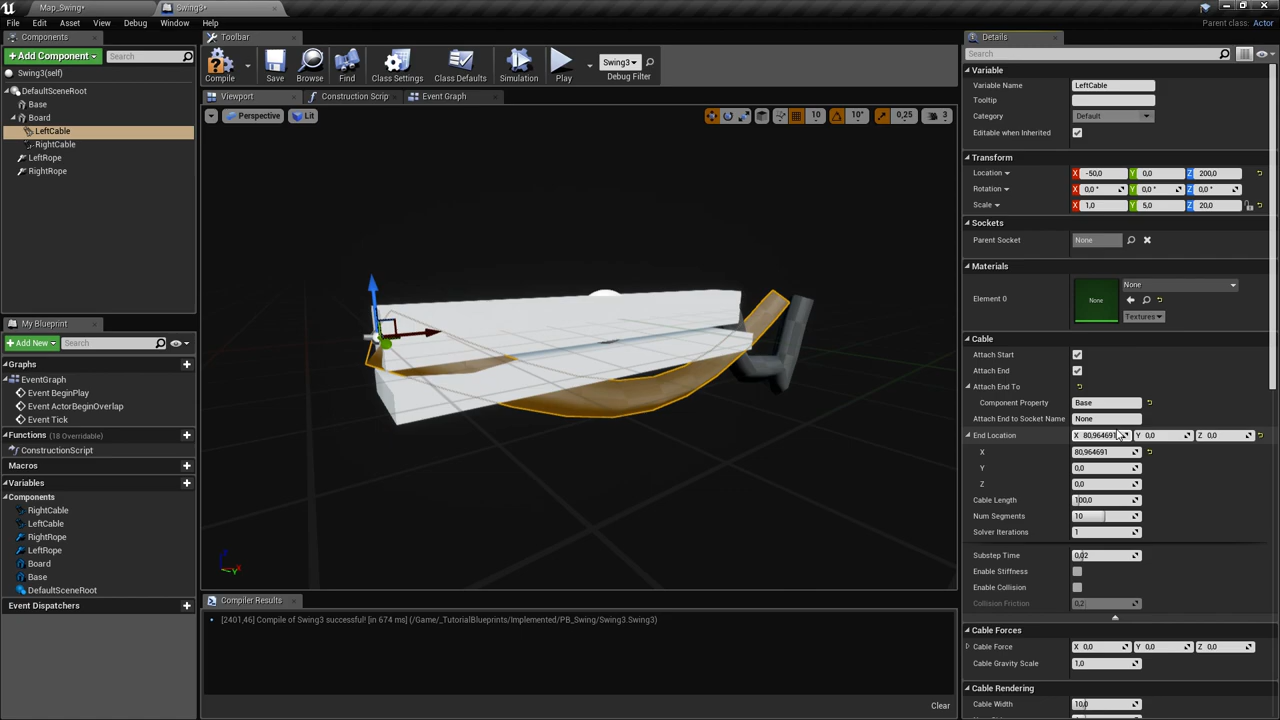 Map_Swing*
Swing3*
Parent class: Actor
File Edit Asset View Debug Window Help
Components
Add Component
Search
Swing3(self)
DefaultSceneRoot
Base
Board
LeftCable
RightCable
LeftRope
RightRope
My Blueprint
Add New
Search
Graphs
EventGraph
Event BeginPlay
Event ActorBeginOverlap
Event Tick
Functions (18 Overridable)
ConstructionScript
Macros
Variables
Components
RightCable
LeftCable
RightRope
LeftRope
Board
Base
DefaultSceneRoot
Event Dispatchers
Toolbar
Compile Save Browse Find Class Settings Class Defaults Simulation Play
Swing3
Debug Filter
Viewport Construction Scrip Event Graph
Perspective Lit
10 10° 0,25 3
Compiler Results
[2401,46] Compile of Swing3 successful! [in 674 ms] (/Game/_TutorialBlueprints/Implemented/PB_Swing/Swing3.Swing3)
Clear
Details
Search
Variable
Variable Name LeftCable
Tooltip
Category Default
Editable when Inherited
Transform
Location X -50,0 Y 0,0 Z 200,0
Rotation X 0,0 ° Y 0,0 ° Z 0,0 °
Scale X 1,0 Y 5,0 Z 20,0
Sockets
Parent Socket None
Materials
Element 0 None None
Textures
Cable
Attach Start
Attach End
Attach End To
Component Property Base
Attach End to Socket Name None
End Location X 80,964691 Y 0,0 Z 0,0
X 80,964691
Y 0,0
Z 0,0
Cable Length 100,0
Num Segments 10
Solver Iterations 1
Substep Time 0,02
Enable Stiffness
Enable Collision
Collision Friction 0,2
Cable Forces
Cable Force X 0,0 Y 0,0 Z 0,0
Cable Gravity Scale 1,0
Cable Rendering
Cable Width 10,0